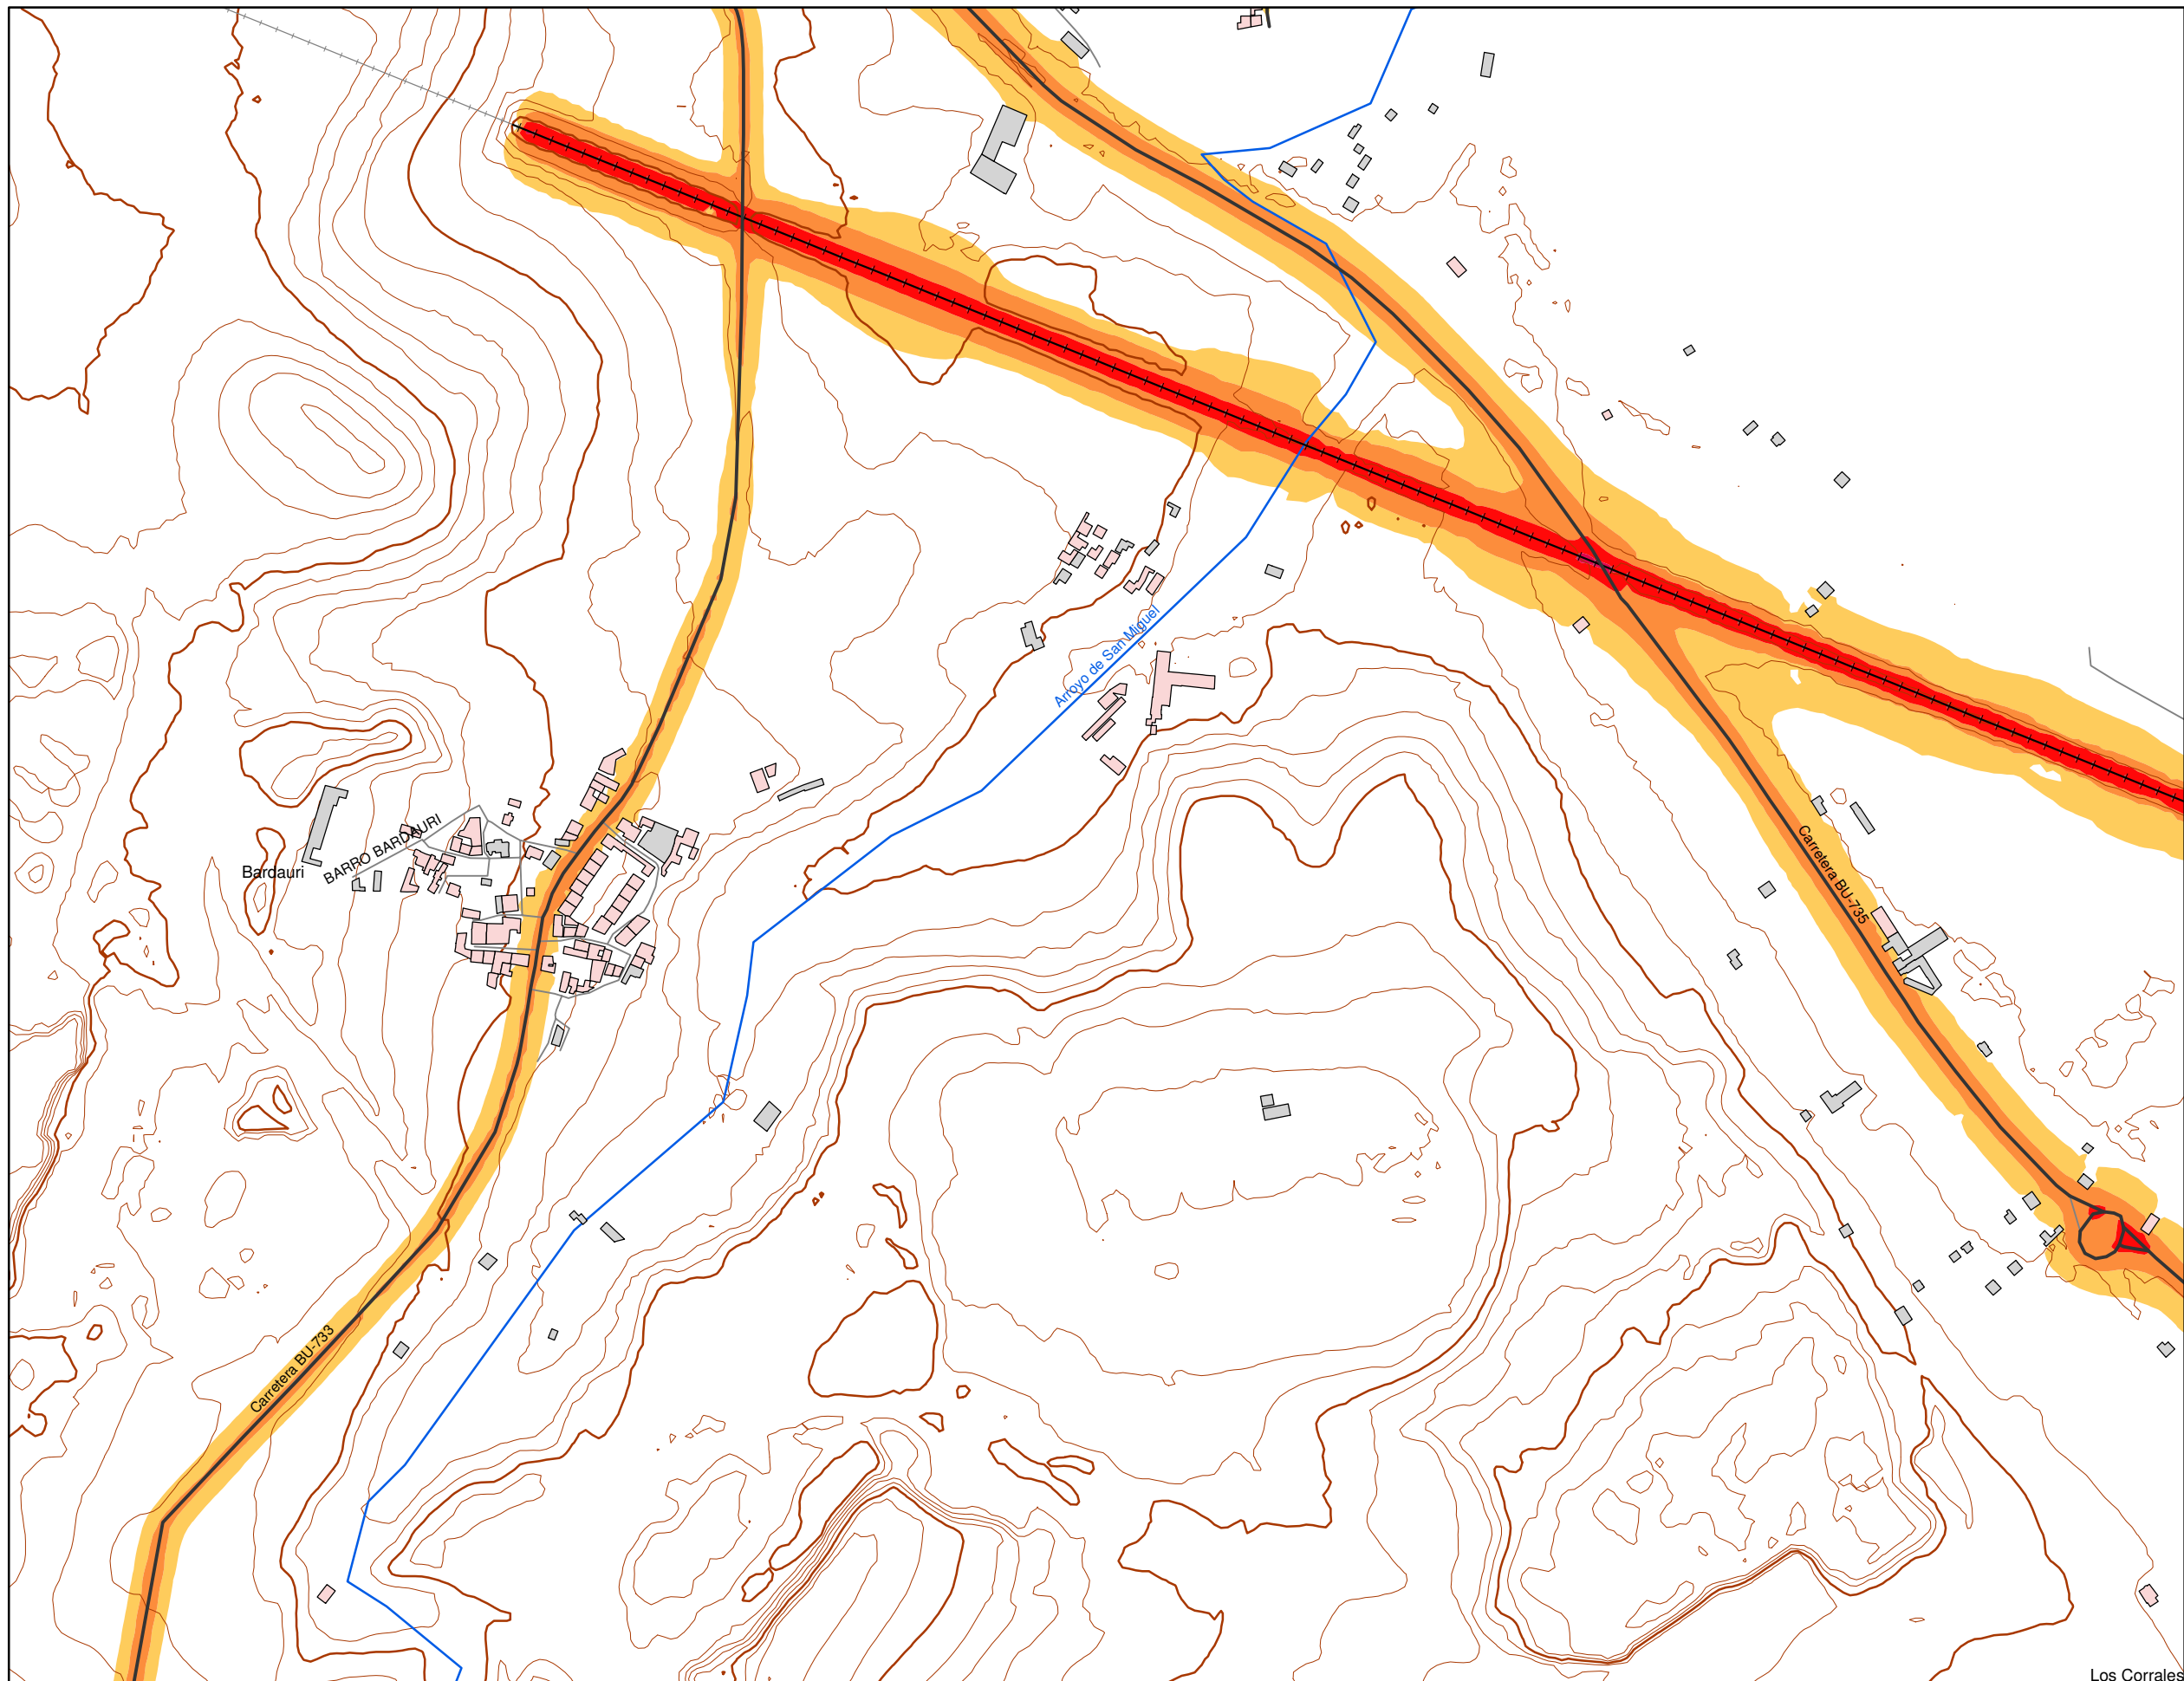 Arroyo de San Miguel
BARRO BARDAURI
Bardauri
Carretera BU-735
Carretera BU-733
Los Corrales